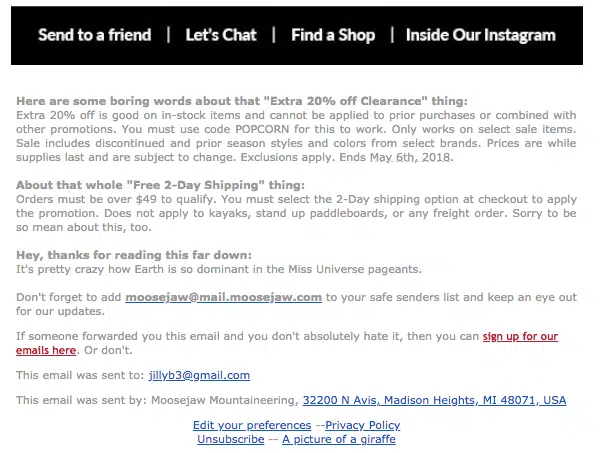 Send to a friend | Let's Chat | Find a Shop | Inside Our Instagram
Here are some boring words about that "Extra 20% off Clearance" thing:
Extra 20% off is good on in-stock items and cannot be applied to prior purchases or combined with
other promotions. You must use code POPCORN for this to work. Only works on select sale items.
Sale includes discontinued and prior season styles and colors from select brands. Prices are while
supplies last and are subject to change. Exclusions apply. Ends May 6th, 2018.
About that whole "Free 2-Day Shipping" thing:
Orders must be over $49 to qualify. You must select the 2-Day shipping option at checkout to apply
the promotion. Does not apply to kayaks, stand up paddleboards, or any freight order. Sorry to be
so mean about this, too.
Hey, thanks for reading this far down:
It's pretty crazy how Earth is so dominant in the Miss Universe pageants.
Don't forget to add moosejaw@mail.moosejaw.com to your safe senders list and keep an eye out
for our updates.
If someone forwarded you this email and you don't absolutely hate it, then you can sign up for our
emails here. Or don't.
This email was sent to: jillyb3@gmail.com
This email was sent by: Moosejaw Mountaineering, 32200 N Avis, Madison Heights, MI 48071, USA
Edit your preferences --Privacy Policy
Unsubscribe -- A picture of a giraffe